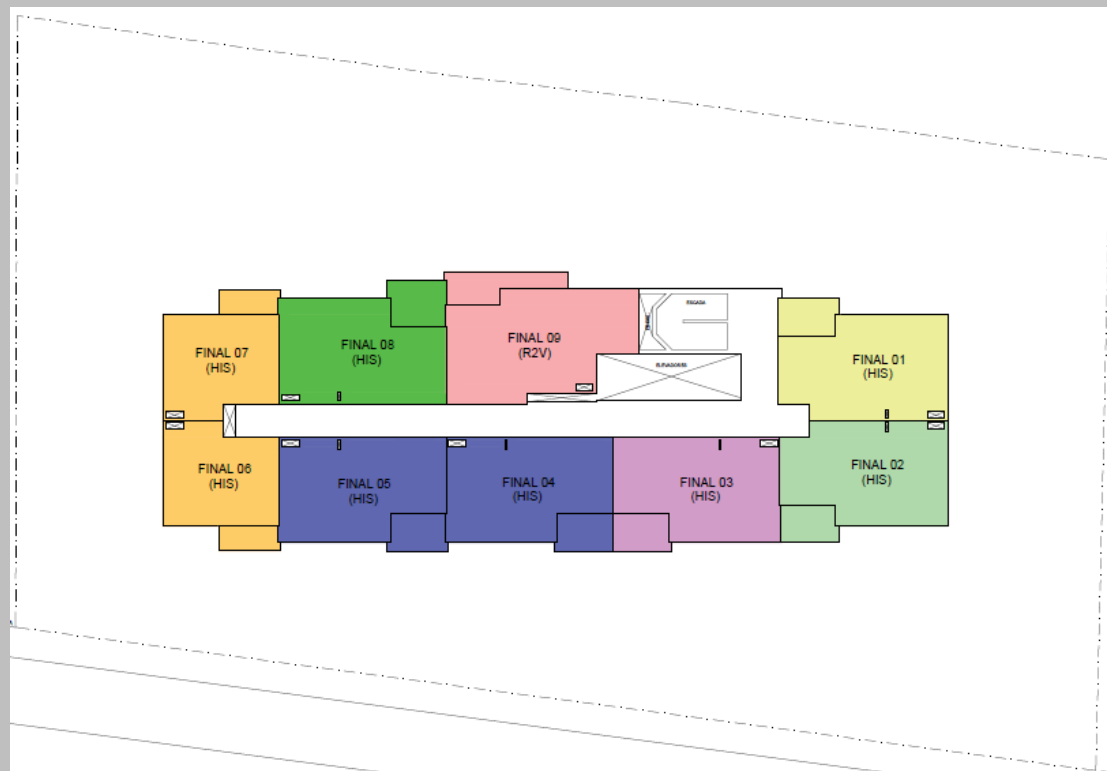 ESCADA
FINAL 09
(R2V)
FINAL 08
(HIS)
FINAL 07
(HIS)
FINAL 01
(HIS)
ELEVADORES
FINAL 06
(HIS)
FINAL 05
(HIS)
FINAL 04
(HIS)
FINAL 03
(HIS)
FINAL 02
(HIS)